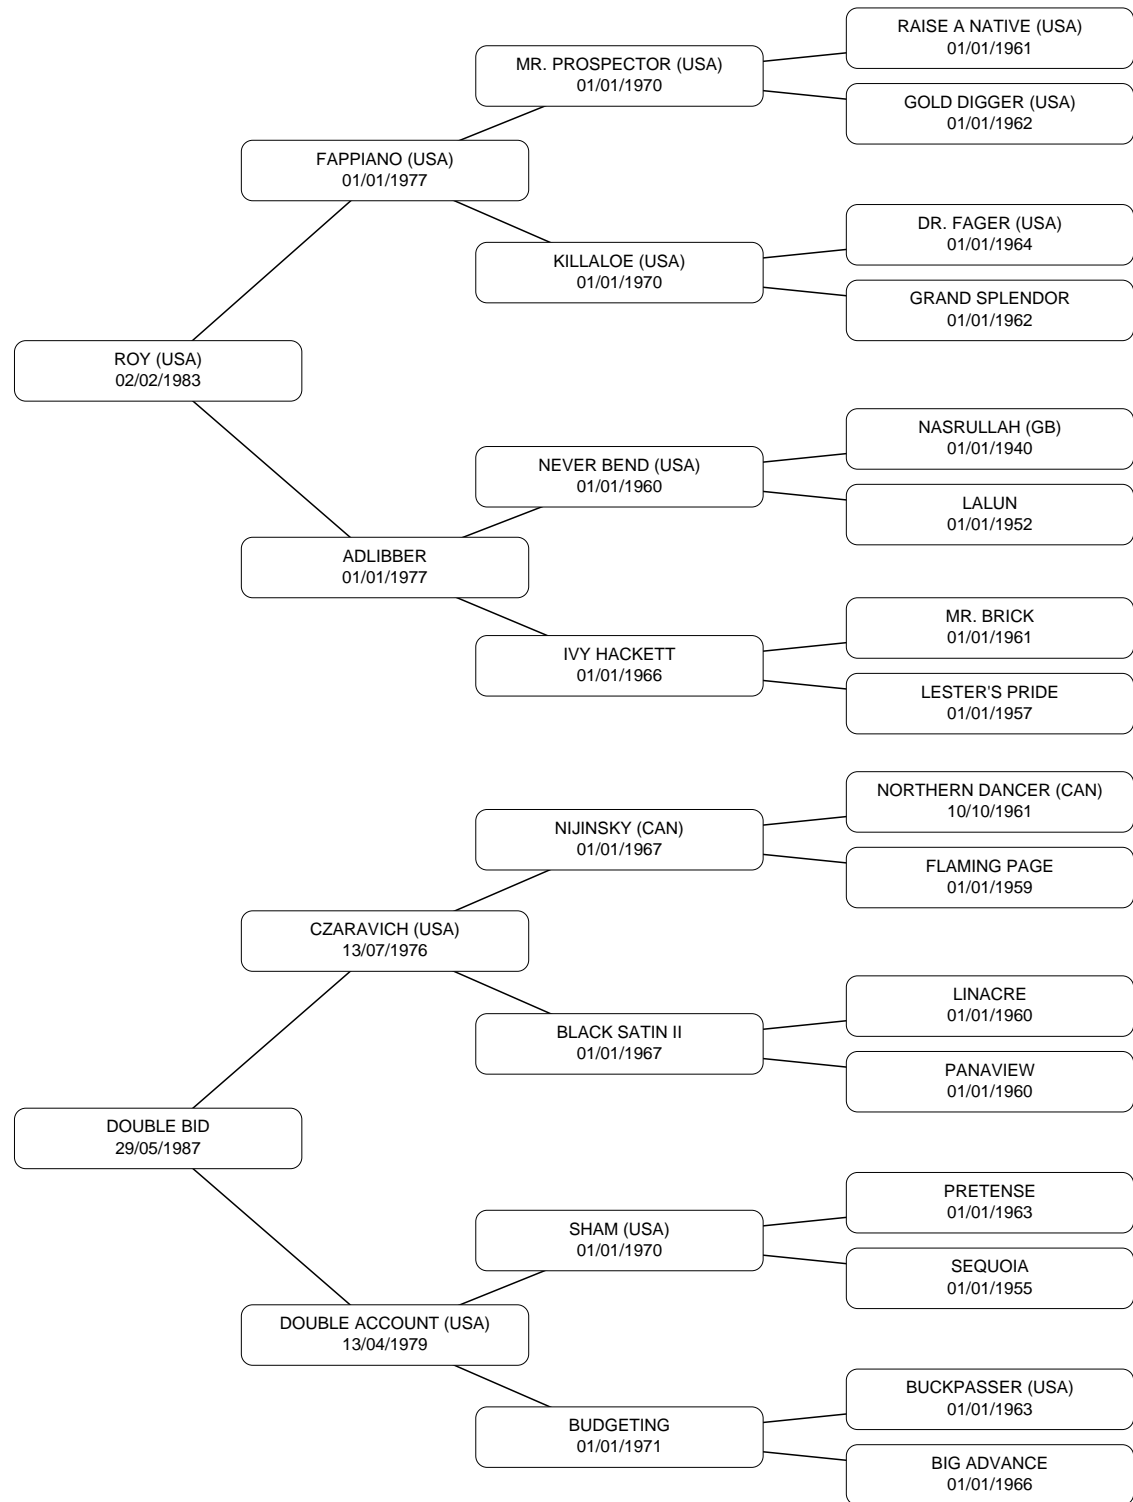 RAISE A NATIVE (USA)
01/01/1961
MR. PROSPECTOR (USA)
01/01/1970
GOLD DIGGER (USA)
01/01/1962
FAPPIANO (USA)
01/01/1977
DR. FAGER (USA)
01/01/1964
KILLALOE (USA)
01/01/1970
GRAND SPLENDOR
01/01/1962
ROY (USA)
02/02/1983
NASRULLAH (GB)
01/01/1940
NEVER BEND (USA)
01/01/1960
LALUN
01/01/1952
ADLIBBER
01/01/1977
MR. BRICK
01/01/1961
IVY HACKETT
01/01/1966
LESTER'S PRIDE
01/01/1957
NORTHERN DANCER (CAN)
10/10/1961
NIJINSKY (CAN)
01/01/1967
FLAMING PAGE
01/01/1959
CZARAVICH (USA)
13/07/1976
LINACRE
01/01/1960
BLACK SATIN II
01/01/1967
PANAVIEW
01/01/1960
DOUBLE BID
29/05/1987
PRETENSE
01/01/1963
SHAM (USA)
01/01/1970
SEQUOIA
01/01/1955
DOUBLE ACCOUNT (USA)
13/04/1979
BUCKPASSER (USA)
01/01/1963
BUDGETING
01/01/1971
BIG ADVANCE
01/01/1966